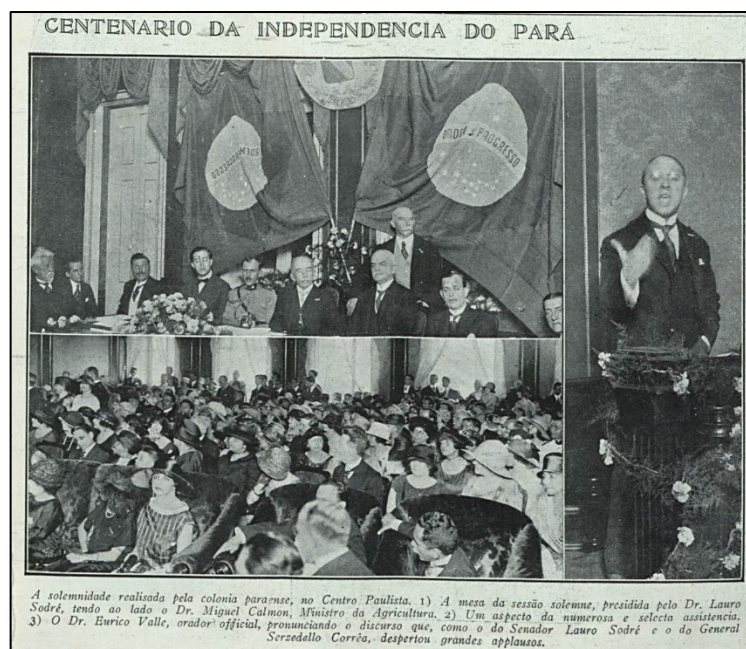 CENTENARIO DA INDEPENDENCIA DO PARÁ
ORDEM E PROGRESSO
A solemnidade realisada pela colonia paraense, no Centro Paulista. 1) A mesa da sessão solemne, presidida pelo Dr. Lauro
Sodré, tendo ao lado o Dr. Miguel Calmon, Ministro da Agricultura. 2) Um aspecto da numerosa e selecta assistencia.
3) O Dr. Eurico Valle, orador official, pronunciando o discurso que, como o do Senador Lauro Sodré e o do General
Serzedello Corrêa, despertou grandes applausos.